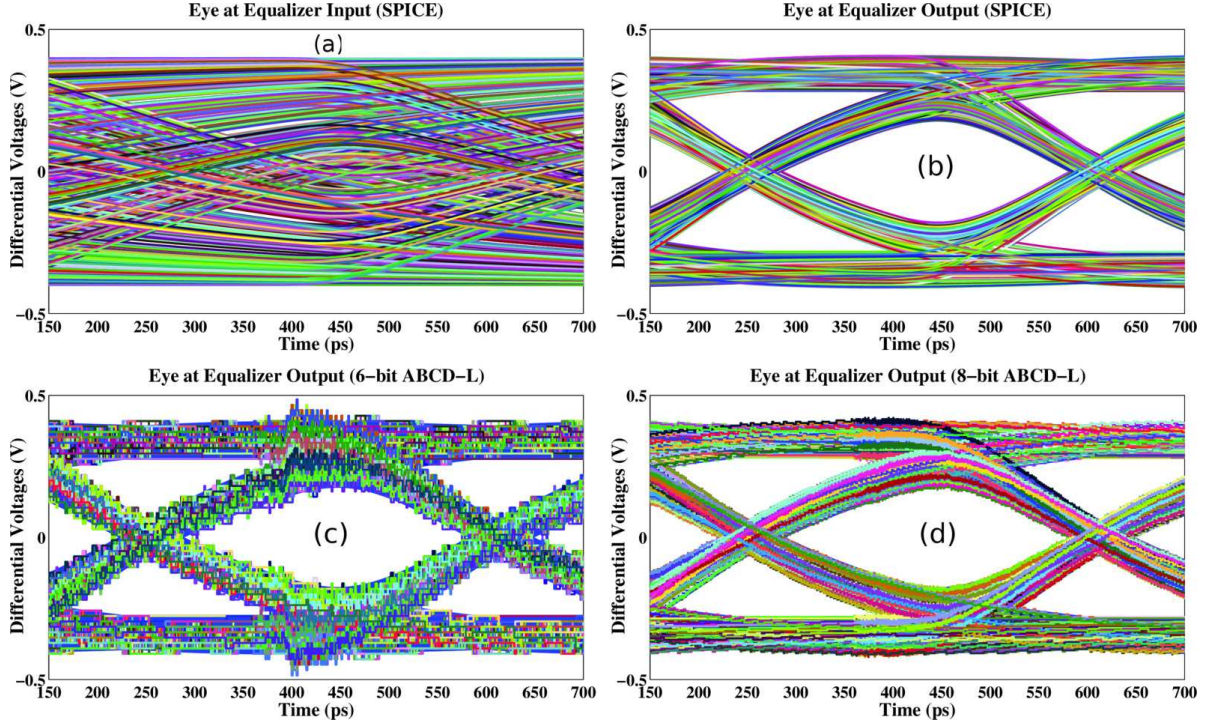 Eye at Equalizer Input (SPICE)
0.5
0
−0.5
Differential Voltages (V)
(a)
150 200 250 300 350 400 450 500 550 600 650 700
Time (ps)
Eye at Equalizer Output (SPICE)
0.5
0
−0.5
Differential Voltages (V)
(b)
150 200 250 300 350 400 450 500 550 600 650 700
Time (ps)
Eye at Equalizer Output (6−bit ABCD−L)
0.5
0
−0.5
Differential Voltages (V)
(c)
150 200 250 300 350 400 450 500 550 600 650 700
Time (ps)
Eye at Equalizer Output (8−bit ABCD−L)
0.5
0
−0.5
Differential Voltages (V)
(d)
150 200 250 300 350 400 450 500 550 600 650 700
Time (ps)